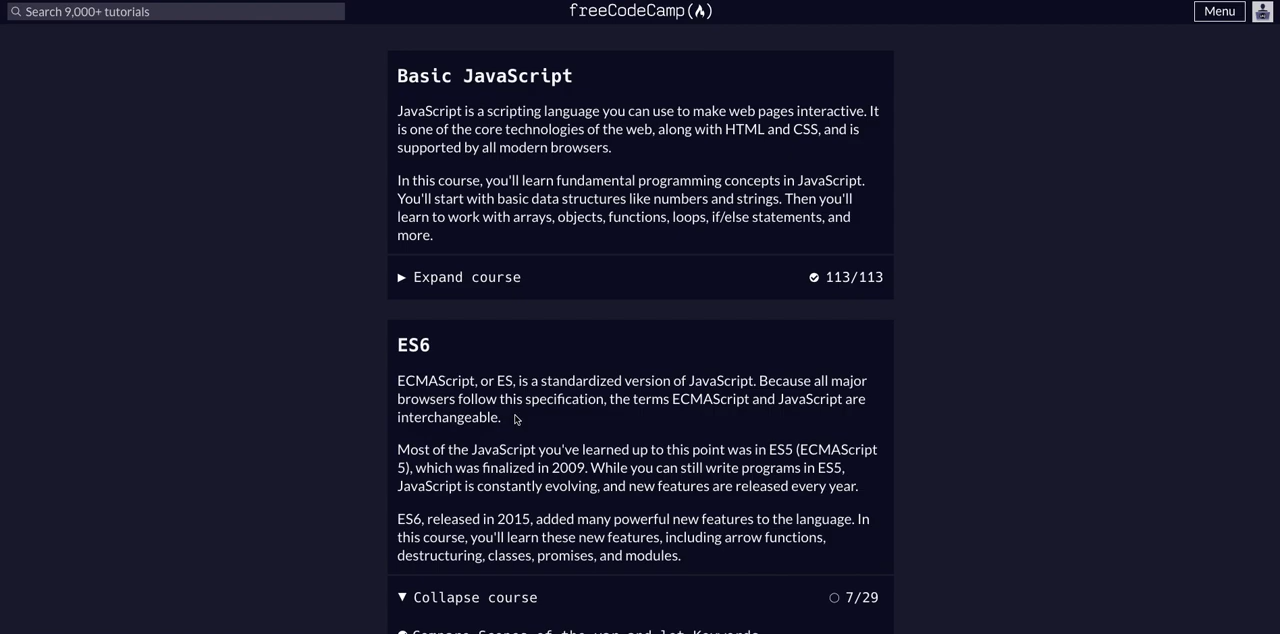 Search 9,000+ tutorials
freeCodeCamp
Menu
Basic JavaScript
JavaScript is a scripting language you can use to make web pages interactive. It
is one of the core technologies of the web, along with HTML and CSS, and is
supported by all modern browsers.
In this course, you'll learn fundamental programming concepts in JavaScript.
You'll start with basic data structures like numbers and strings. Then you'll
learn to work with arrays, objects, functions, loops, if/else statements, and
more.
Expand course 113/113
ES6
ECMAScript, or ES, is a standardized version of JavaScript. Because all major
browsers follow this specification, the terms ECMAScript and JavaScript are
interchangeable.
Most of the JavaScript you've learned up to this point was in ES5 (ECMAScript
5), which was finalized in 2009. While you can still write programs in ES5,
JavaScript is constantly evolving, and new features are released every year.
ES6, released in 2015, added many powerful new features to the language. In
this course, you'll learn these new features, including arrow functions,
destructuring, classes, promises, and modules.
Collapse course 7/29
Compare Scopes of the var and let Keywords